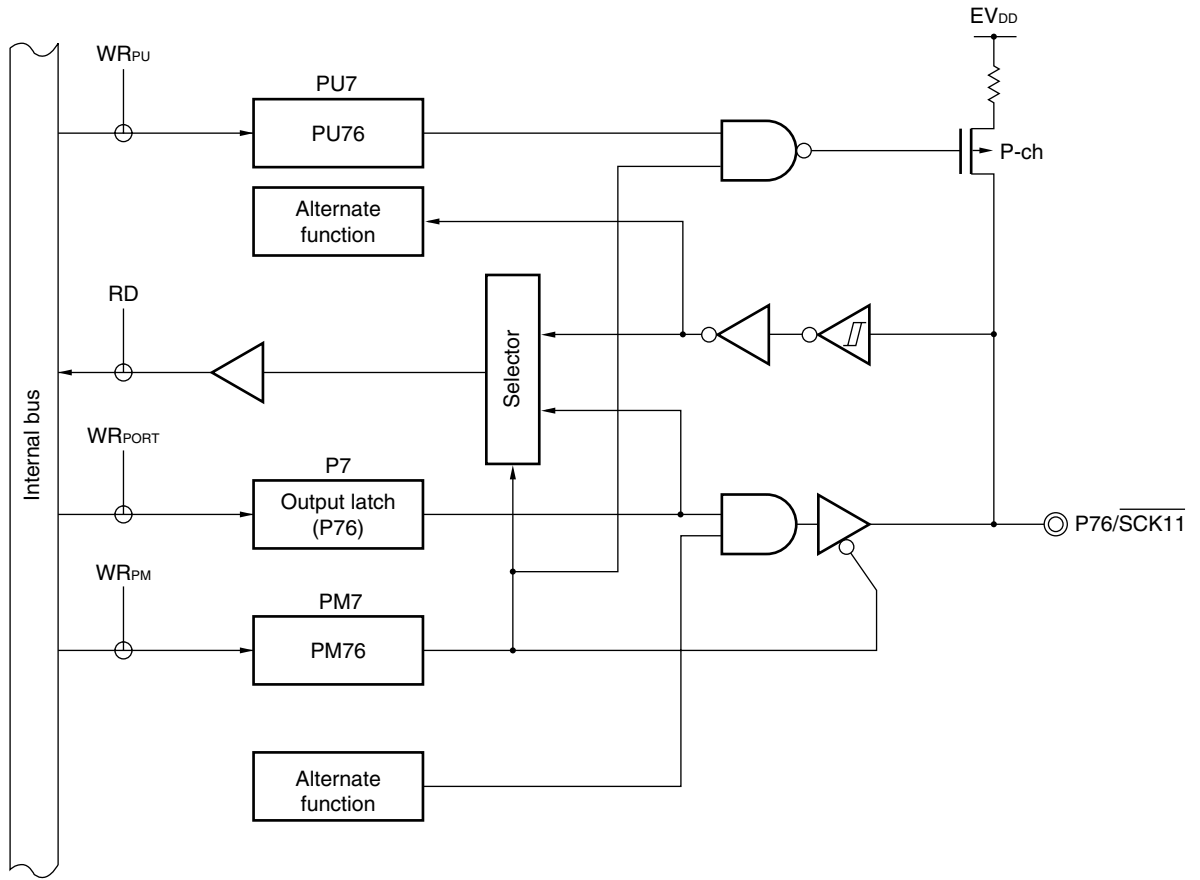 EVDD
WRPU
PU7
PU76
P-ch
Alternate
function
RD
Selector
Internal bus
WRPORT
P7
Output latch
(P76)
P76/SCK11
WRPM
PM7
PM76
Alternate
function